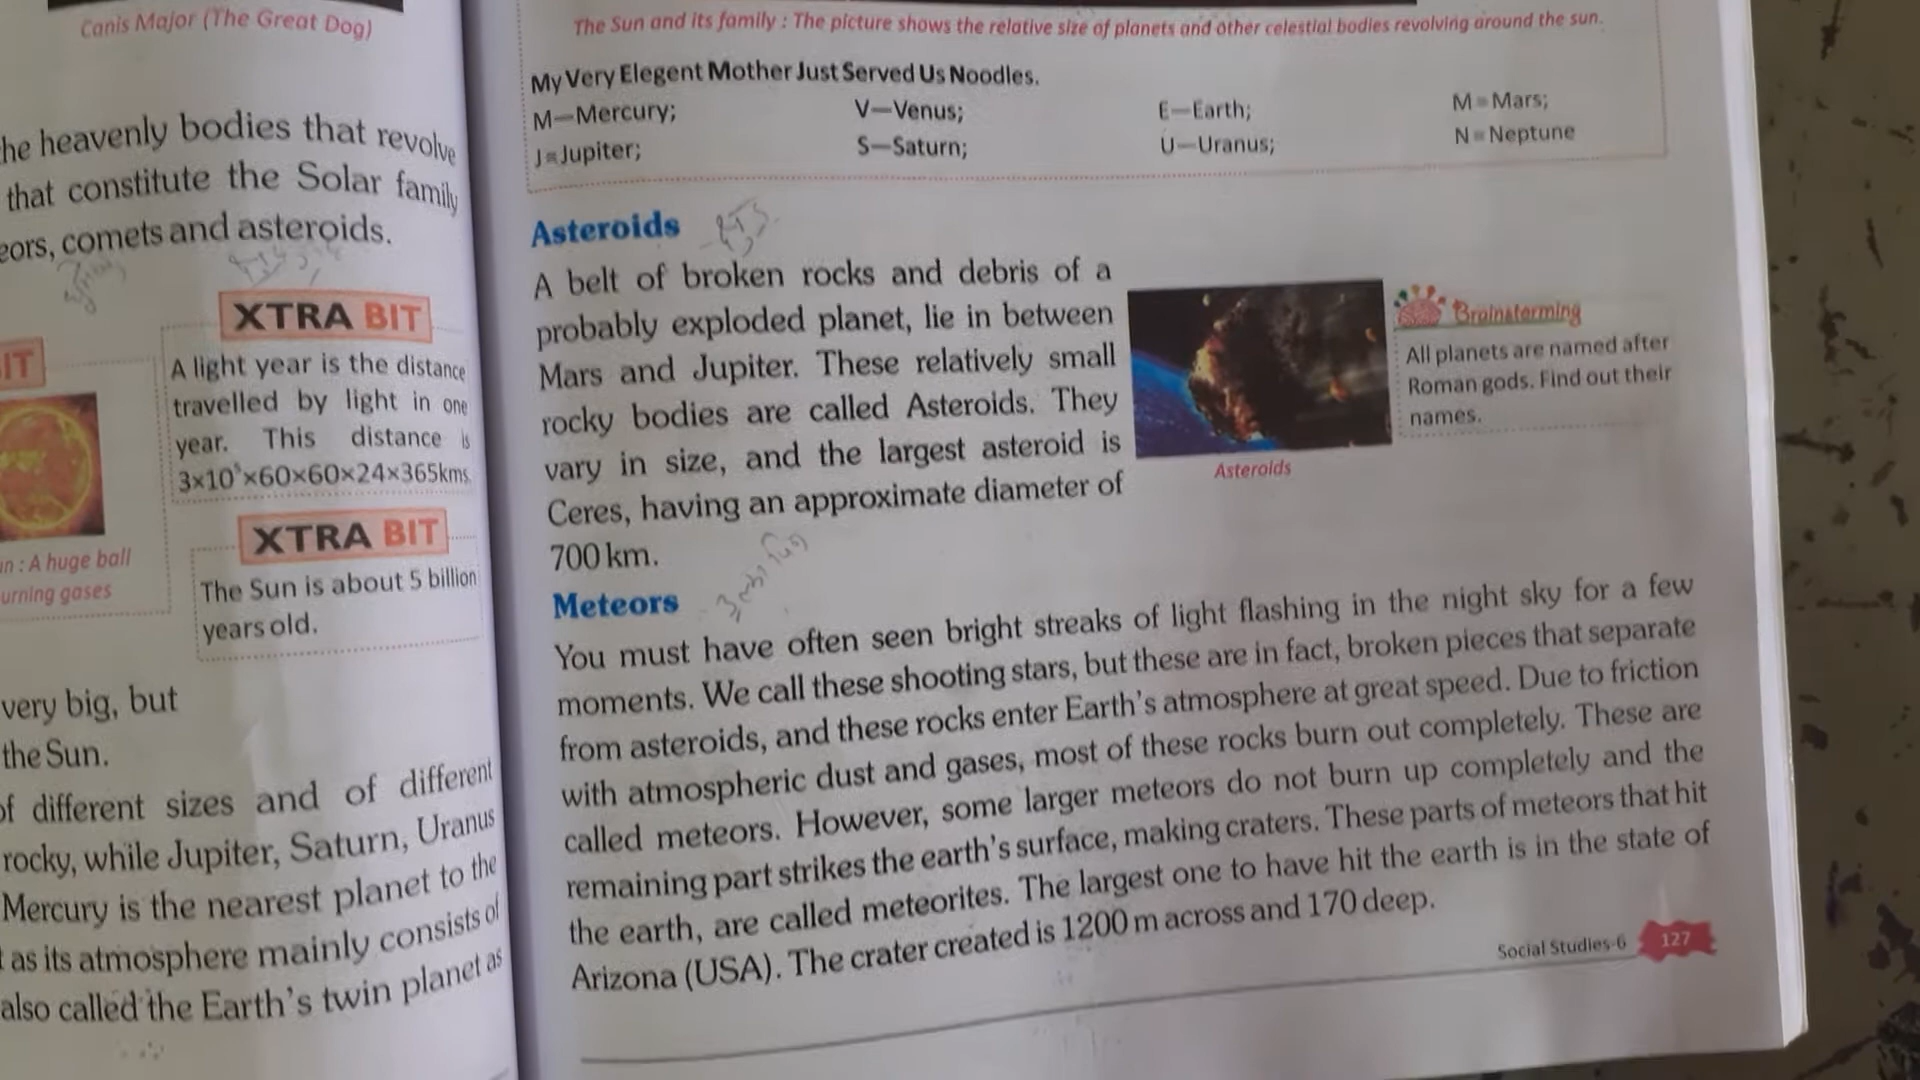 Canis Major (The Great Dog)
he heavenly bodies that revolve
that constitute the Solar family
eors, comets and asteroids.
XTRA BIT
A light year is the distance
travelled by light in one
year. This distance is
3×10⁵×60×60×24×365kms.
IT
un : A huge ball
urning gases
XTRA BIT
The Sun is about 5 billion
years old.
very big, but
the Sun.
of different sizes and of different
rocky, while Jupiter, Saturn, Uranus
Mercury is the nearest planet to the
as its atmosphere mainly consists of
also called the Earth's twin planet as
The Sun and its family : The picture shows the relative size of planets and other celestial bodies revolving around the sun.
My Very Elegent Mother Just Served Us Noodles.
M—Mercury; V—Venus; E—Earth; M—Mars;
J—Jupiter; S—Saturn; U—Uranus; N—Neptune
Asteroids
A belt of broken rocks and debris of a
probably exploded planet, lie in between
Mars and Jupiter. These relatively small
rocky bodies are called Asteroids. They
vary in size, and the largest asteroid is
Ceres, having an approximate diameter of
700 km.
Asteroids
Brainstorming
All planets are named after
Roman gods. Find out their
names.
Meteors
You must have often seen bright streaks of light flashing in the night sky for a few
moments. We call these shooting stars, but these are in fact, broken pieces that separate
from asteroids, and these rocks enter Earth's atmosphere at great speed. Due to friction
with atmospheric dust and gases, most of these rocks burn out completely. These are
called meteors. However, some larger meteors do not burn up completely and the
remaining part strikes the earth's surface, making craters. These parts of meteors that hit
the earth, are called meteorites. The largest one to have hit the earth is in the state of
Arizona (USA). The crater created is 1200 m across and 170 deep.
Social Studies-6 127